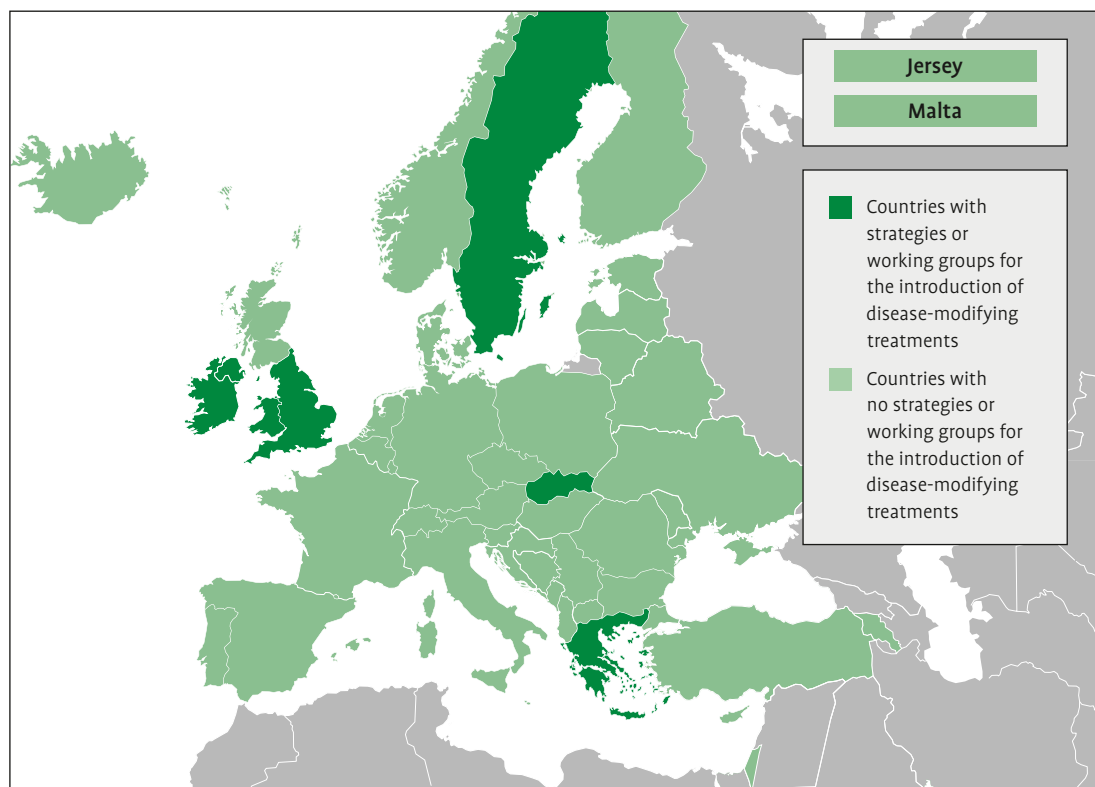 Jersey
Malta
Countries with
strategies or
working groups for
the introduction of
disease-modifying
treatments
Countries with
no strategies or
working groups for
the introduction of
disease-modifying
treatments